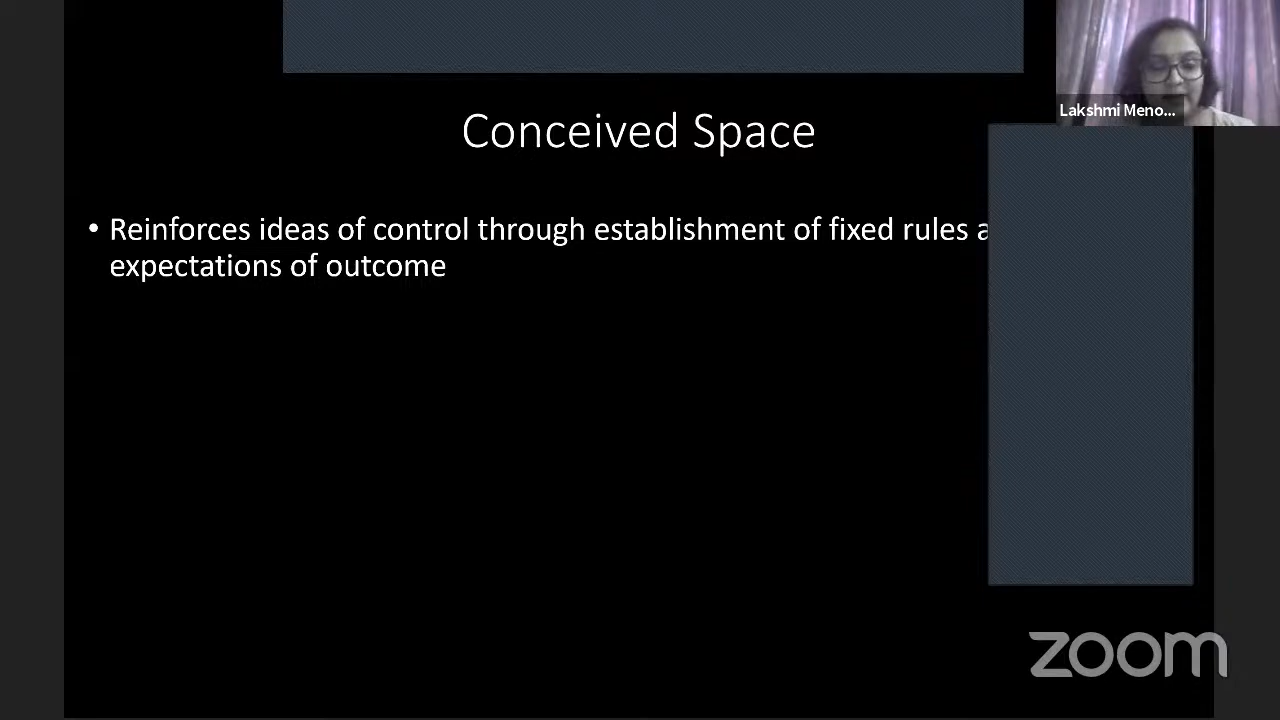 Conceived Space
Lakshmi Meno...
• Reinforces ideas of control through establishment of fixed rules
expectations of outcome
zoom